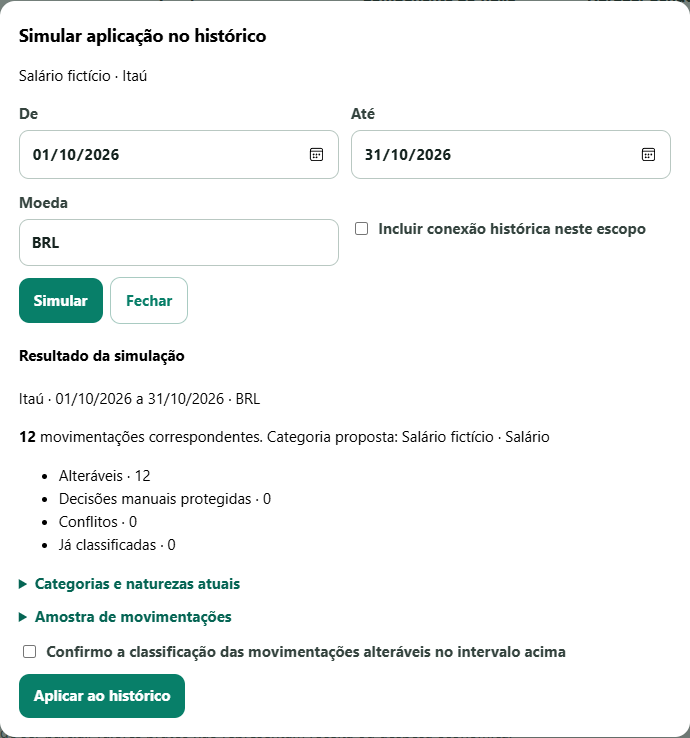 Simular aplicação no histórico
Salário fictício · Itaú
De
Até
01/10/2026
31/10/2026
Moeda
BRL
Incluir conexão histórica neste escopo
Simular
Fechar
Resultado da simulação
Itaú · 01/10/2026 a 31/10/2026 · BRL
12 movimentações correspondentes. Categoria proposta: Salário fictício · Salário
Alteráveis · 12
Decisões manuais protegidas · 0
Conflitos · 0
Já classificadas · 0
Categorias e naturezas atuais
Amostra de movimentações
Confirmo a classificação das movimentações alteráveis no intervalo acima
Aplicar ao histórico